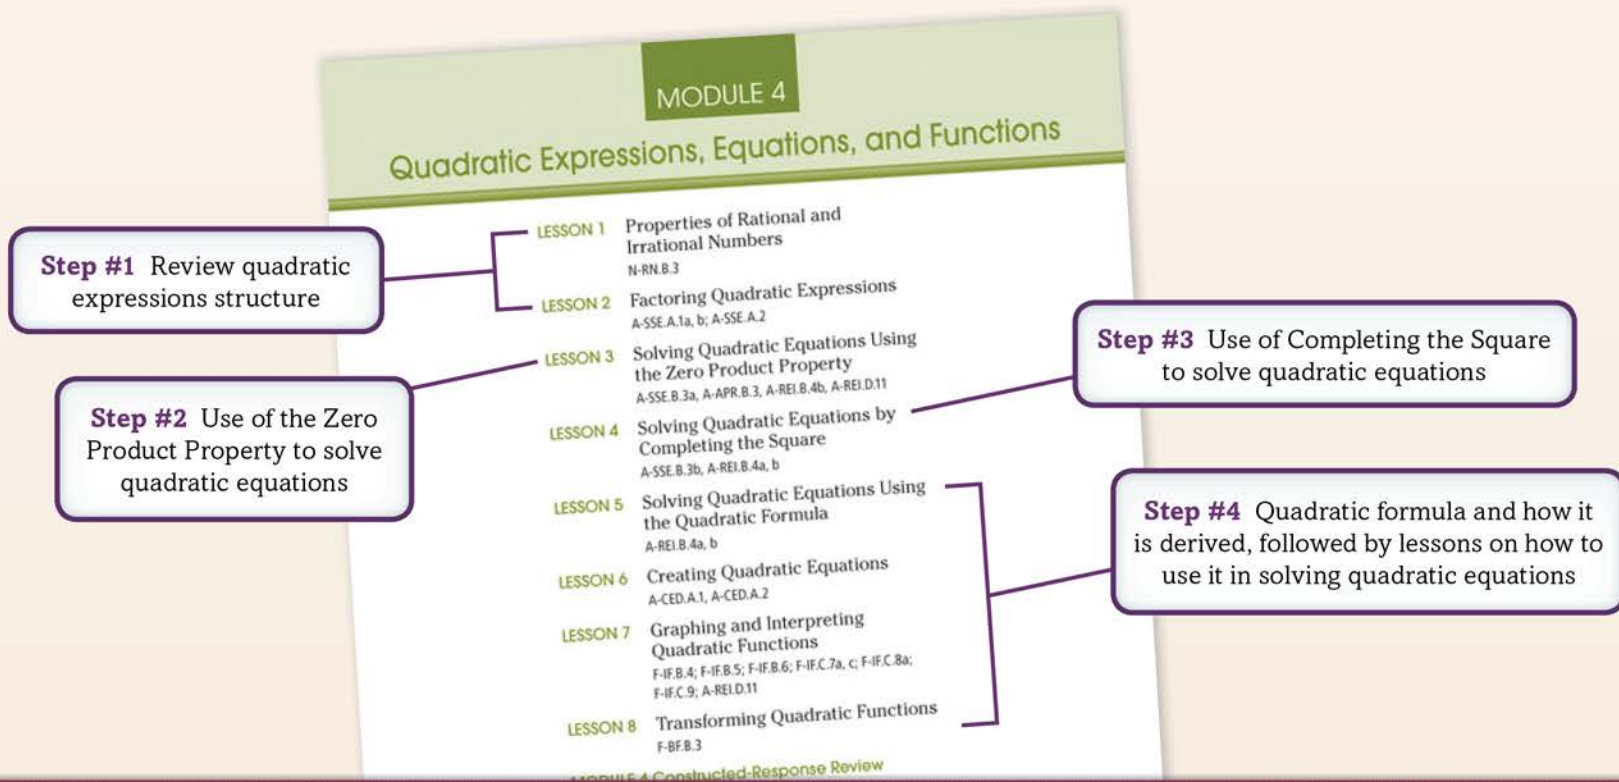 MODULE 4
Quadratic Expressions, Equations, and Functions
LESSON 1 Properties of Rational and
Irrational Numbers
N-RN.B.3
LESSON 2 Factoring Quadratic Expressions
A-SSE.A.1a, b; A-SSE.A.2
LESSON 3 Solving Quadratic Equations Using
the Zero Product Property
A-SSE.B.3a, A-APR.B.3, A-REI.B.4b, A-REI.D.11
LESSON 4 Solving Quadratic Equations by
Completing the Square
A-SSE.B.3b, A-REI.B.4a, b
LESSON 5 Solving Quadratic Equations Using
the Quadratic Formula
A-REI.B.4a, b
LESSON 6 Creating Quadratic Equations
A-CED.A.1, A-CED.A.2
LESSON 7 Graphing and Interpreting
Quadratic Functions
F-IF.B.4; F-IF.B.5; F-IF.B.6; F-IF.C.7a, c; F-IF.C.8a;
F-IF.C.9; A-REI.D.11
LESSON 8 Transforming Quadratic Functions
F-BF.B.3
MODULE 4 Constructed-Response Review
Step #1 Review quadratic
expressions structure
Step #2 Use of the Zero
Product Property to solve
quadratic equations
Step #3 Use of Completing the Square
to solve quadratic equations
Step #4 Quadratic formula and how it
is derived, followed by lessons on how to
use it in solving quadratic equations